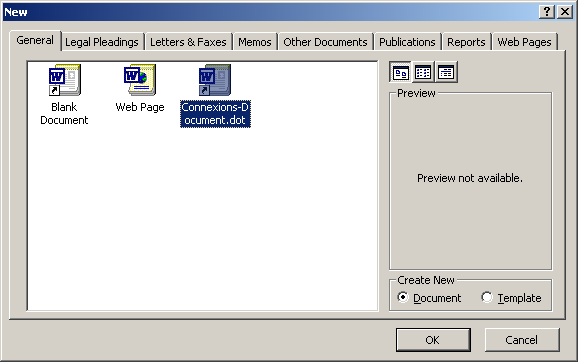 New
General Legal Pleadings Letters & Faxes Memos Other Documents Publications Reports Web Pages
Blank
Document
Web Page
Connexions-D
ocument.dot
Preview
Preview not available.
Create New
Document Template
OK Cancel